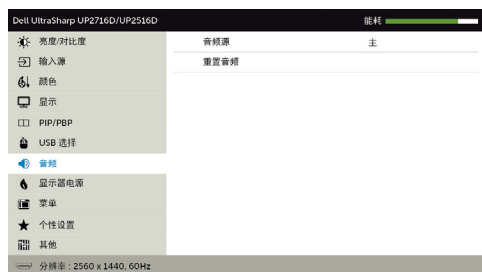 Dell UltraSharp UP2716D/UP2516D 能耗
亮度/对比度 音频源 主
输入源 重置音频
颜色
显示
PIP/PBP
USB 选择
音频
显示器电源
菜单
个性设置
其他
分辨率 : 2560 x 1440, 60Hz